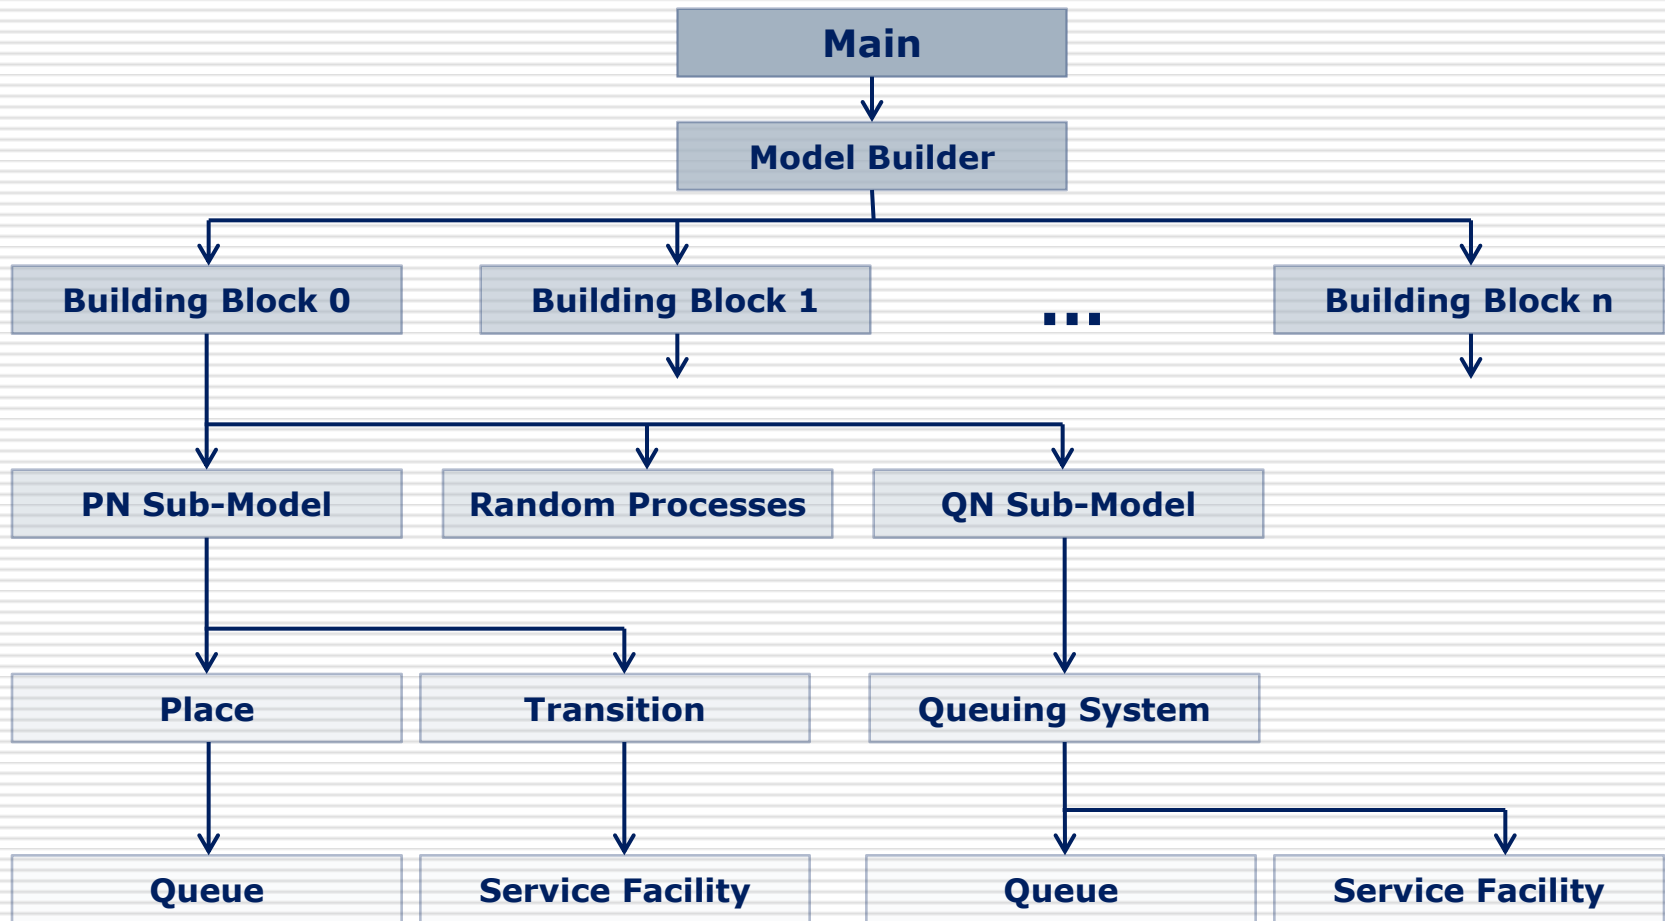 Main
Model Builder
Building Block 0
Building Block 1
...
Building Block n
PN Sub-Model
Random Processes
QN Sub-Model
Place
Transition
Queuing System
Queue
Service Facility
Queue
Service Facility